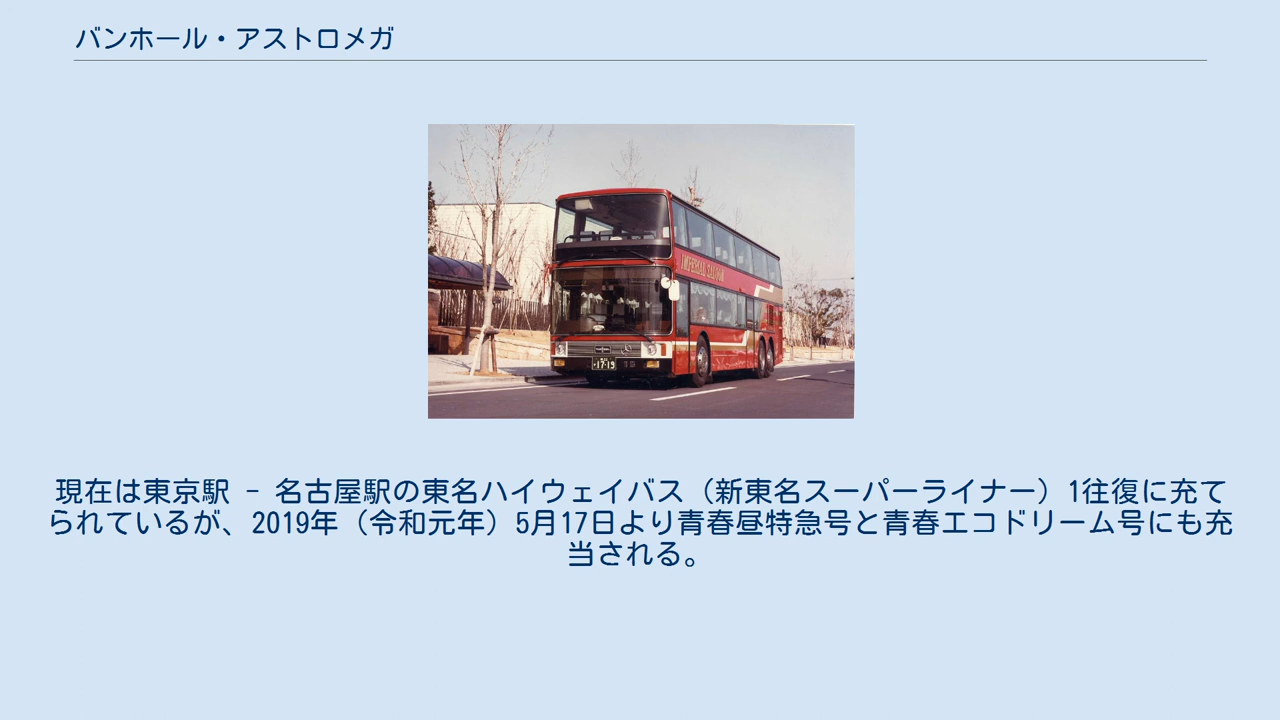 バンホール・アストロメガ
IMPERIAL SALOON
17-19
現在は東京駅 - 名古屋駅の東名ハイウェイバス（新東名スーパーライナー）1往復に充て
られているが、2019年（令和元年）5月17日より青春昼特急号と青春エコドリーム号にも充
当される。